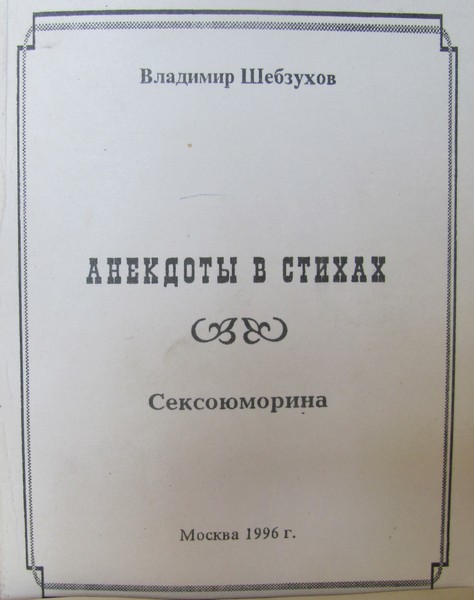 Владимир Шебзухов
АНЕКДОТЫ В СТИХАХ
Сексоюморина
Москва 1996 г.